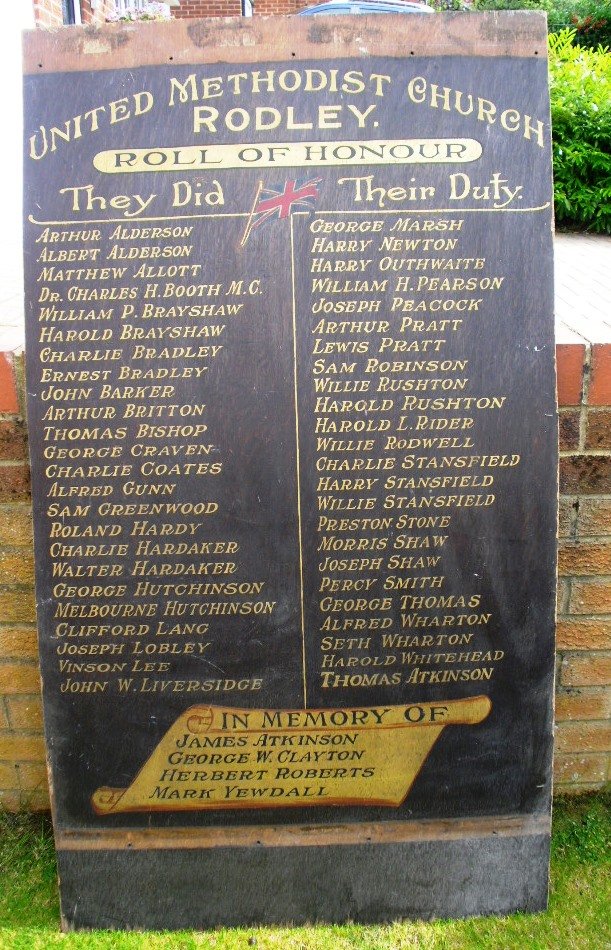 UNITED METHODIST CHURCH
RODLEY.
ROLL OF HONOUR
They Did Their Duty.
ARTHUR ALDERSON
ALBERT ALDERSON
MATTHEW ALLOTT
DR. CHARLES H. BOOTH M.C.
WILLIAM P. BRAYSHAW
HAROLD BRAYSHAW
CHARLIE BRADLEY
ERNEST BRADLEY
JOHN BARKER
ARTHUR BRITTON
THOMAS BISHOP
GEORGE CRAVEN
CHARLIE COATES
ALFRED GUNN
SAM GREENWOOD
ROLAND HARDY
CHARLIE HARDAKER
WALTER HARDAKER
GEORGE HUTCHINSON
MELBOURNE HUTCHINSON
CLIFFORD LANG
JOSEPH LOBLEY
VINSON LEE
JOHN W. LIVERSIDGE
GEORGE MARSH
HARRY NEWTON
HARRY OUTHWAITE
WILLIAM H. PEARSON
JOSEPH PEACOCK
ARTHUR PRATT
LEWIS PRATT
SAM ROBINSON
WILLIE RUSHTON
HAROLD RUSHTON
HAROLD L. RIDER
WILLIE RODWELL
CHARLIE STANSFIELD
HARRY STANSFIELD
WILLIE STANSFIELD
PRESTON STONE
MORRIS SHAW
JOSEPH SHAW
PERCY SMITH
GEORGE THOMAS
ALFRED WHARTON
SETH WHARTON
HAROLD WHITEHEAD
THOMAS ATKINSON
IN MEMORY OF
JAMES ATKINSON
GEORGE W. CLAYTON
HERBERT ROBERTS
MARK YEWDALL